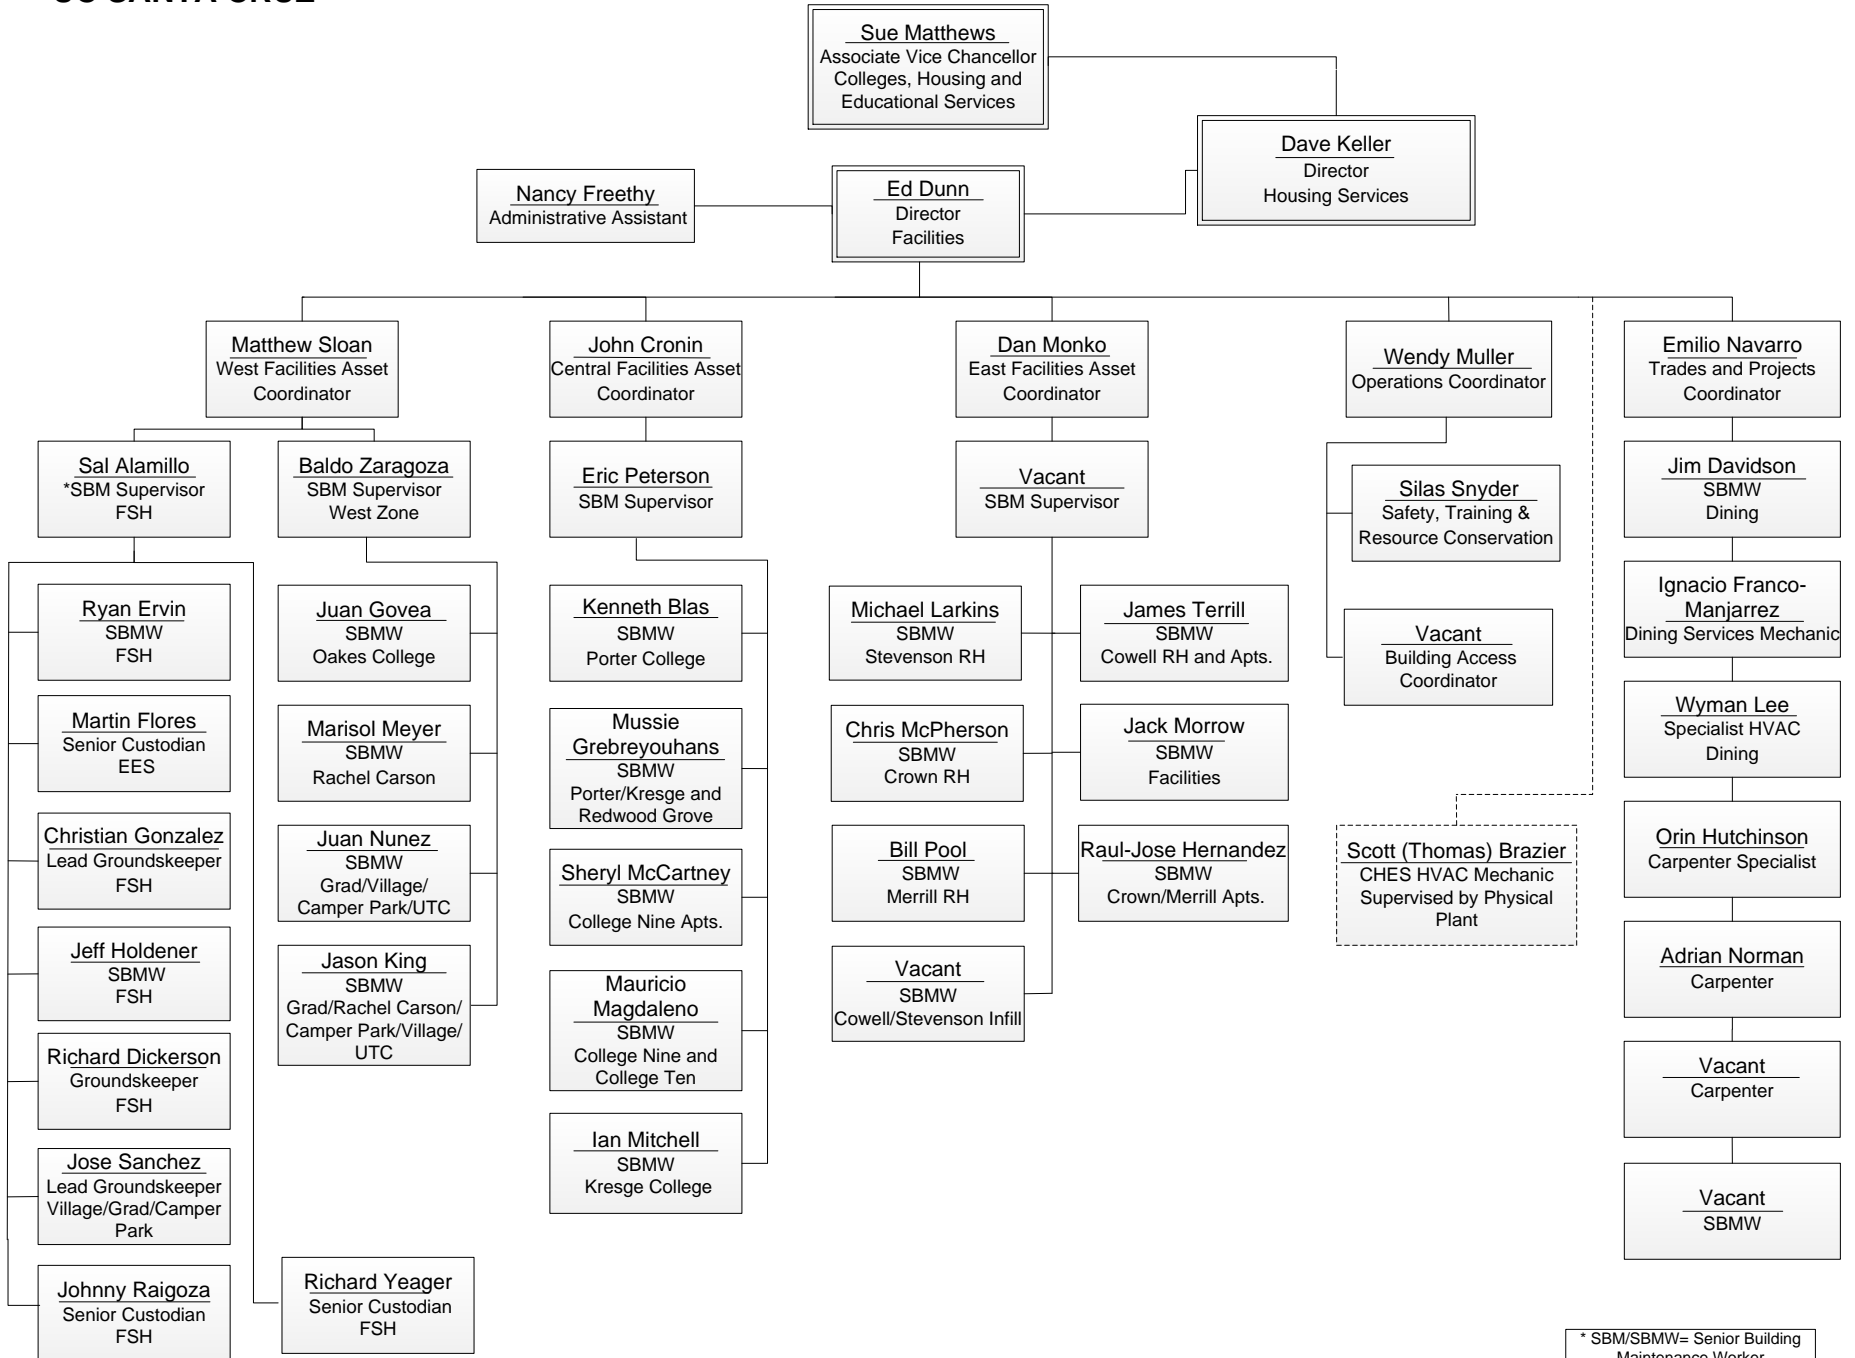 UC SANTA CRUZ
Sue Matthews
Associate Vice Chancellor
Colleges, Housing and
Educational Services
Dave Keller
Director
Housing Services
Nancy Freethy
Administrative Assistant
Ed Dunn
Director
Facilities
Matthew Sloan
West Facilities Asset
Coordinator
John Cronin
Central Facilities Asset
Coordinator
Dan Monko
East Facilities Asset
Coordinator
Wendy Muller
Operations Coordinator
Emilio Navarro
Trades and Projects
Coordinator
Sal Alamillo
*SBM Supervisor
FSH
Baldo Zaragoza
SBM Supervisor
West Zone
Eric Peterson
SBM Supervisor
Vacant
SBM Supervisor
Silas Snyder
Safety, Training &
Resource Conservation
Jim Davidson
SBMW
Dining
Ryan Ervin
SBMW
FSH
Juan Govea
SBMW
Oakes College
Kenneth Blas
SBMW
Porter College
Michael Larkins
SBMW
Stevenson RH
James Terrill
SBMW
Cowell RH and Apts.
Vacant
Building Access
Coordinator
Ignacio Franco-
Manjarrez
Dining Services Mechanic
Martin Flores
Senior Custodian
EES
Marisol Meyer
SBMW
Rachel Carson
Mussie
Grebreyouhans
SBMW
Porter/Kresge and
Redwood Grove
Chris McPherson
SBMW
Crown RH
Jack Morrow
SBMW
Facilities
Wyman Lee
Specialist HVAC
Dining
Christian Gonzalez
Lead Groundskeeper
FSH
Juan Nunez
SBMW
Grad/Village/
Camper Park/UTC
Sheryl McCartney
SBMW
College Nine Apts.
Bill Pool
SBMW
Merrill RH
Raul-Jose Hernandez
SBMW
Crown/Merrill Apts.
Scott (Thomas) Brazier
CHES HVAC Mechanic
Supervised by Physical
Plant
Orin Hutchinson
Carpenter Specialist
Jeff Holdener
SBMW
FSH
Jason King
SBMW
Grad/Rachel Carson/
Camper Park/Village/
UTC
Mauricio
Magdaleno
SBMW
College Nine and
College Ten
Vacant
SBMW
Cowell/Stevenson Infill
Adrian Norman
Carpenter
Richard Dickerson
Groundskeeper
FSH
Ian Mitchell
SBMW
Kresge College
Vacant
Carpenter
Jose Sanchez
Lead Groundskeeper
Village/Grad/Camper
Park
Vacant
SBMW
Johnny Raigoza
Senior Custodian
FSH
Richard Yeager
Senior Custodian
FSH
* SBM/SBMW= Senior Building
Maintenance Worker